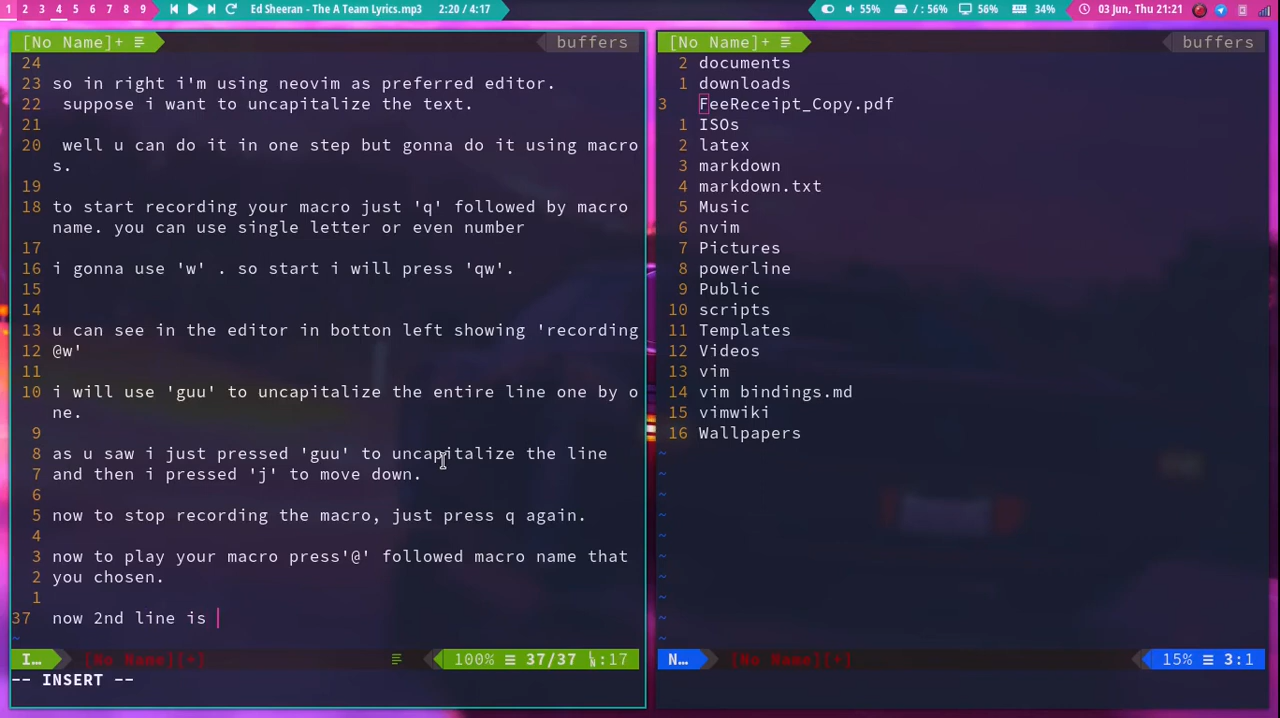 1 2 3 4 5 6 7 8 9 Ed Sheeran - The A Team Lyrics.mp3 2:20 / 4:17 55% /: 56% 56% 34% 03 Jun, Thu 21:21
[No Name]+ buffers
24
23 so in right i'm using neovim as preferred editor.
22 suppose i want to uncapitalize the text.
21
20 well u can do it in one step but gonna do it using macro
s.
19
18 to start recording your macro just 'q' followed by macro
name. you can use single letter or even number
17
16 i gonna use 'w' . so start i will press 'qw'.
15
14
13 u can see in the editor in botton left showing 'recording
12 @w'
11
10 i will use 'guu' to uncapitalize the entire line one by o
ne.
9
8 as u saw i just pressed 'guu' to uncapitalize the line
7 and then i pressed 'j' to move down.
6
5 now to stop recording the macro, just press q again.
4
3 now to play your macro press'@' followed macro name that
2 you chosen.
1
37 now 2nd line is
~
I... [No Name][+] 100% 37/37 :17
-- INSERT --
[No Name]+ buffers
2 documents
1 downloads
3 FeeReceipt_Copy.pdf
1 ISOs
2 latex
3 markdown
4 markdown.txt
5 Music
6 nvim
7 Pictures
8 powerline
9 Public
10 scripts
11 Templates
12 Videos
13 vim
14 vim bindings.md
15 vimwiki
16 Wallpapers
~
~
~
~
~
~
~
~
~
~
N... [No Name][+] 15% 3:1